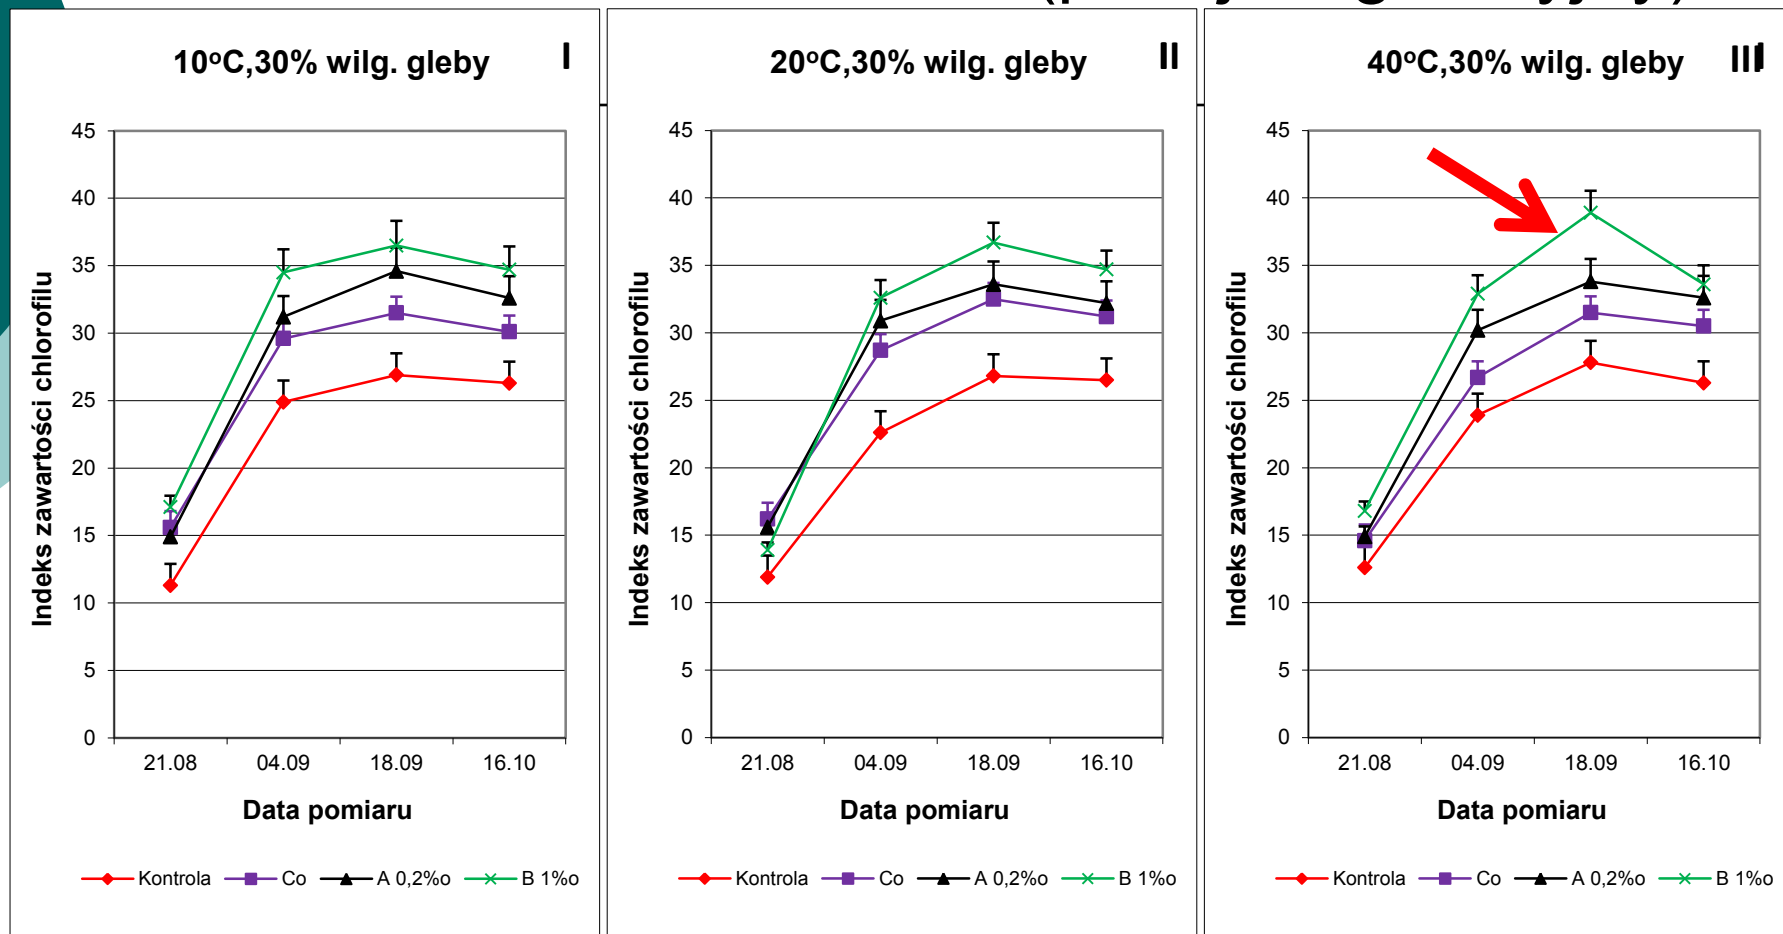 10°C,30% wilg. gleby I
45
40
35
30
25
20
15
10
5
0
Indeks zawartości chlorofilu
21.08 04.09 18.09 16.10
Data pomiaru
Kontrola Co A 0,2%o B 1%o
20°C,30% wilg. gleby II
45
40
35
30
25
20
15
10
5
0
Indeks zawartości chlorofilu
21.08 04.09 18.09 16.10
Data pomiaru
Kontrola Co A 0,2%o B 1%o
40°C,30% wilg. gleby III
45
40
35
30
25
20
15
10
5
0
Indeks zawartości chlorofilu
21.08 04.09 18.09 16.10
Data pomiaru
Kontrola Co A 0,2%o B 1%o